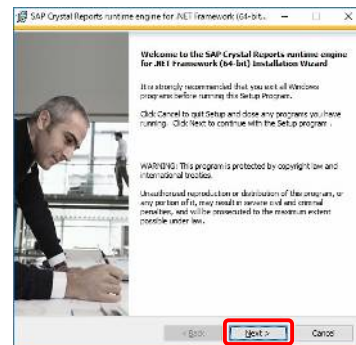 SAP Crystal Reports runtime engine for .NET Framework (64-bit...
Welcome to the SAP Crystal Reports runtime engine
for .NET Framework (64-bit) Installation Wizard
It is strongly recommended that you exit all Windows
programs before running this Setup Program.
Click Cancel to quit Setup and close any programs you have
running. Click Next to continue with the Setup program .
WARNING: This program is protected by copyright law and
international treaties.
Unauthorized reproduction or distribution of this program, or
any portion of it, may result in severe civil and criminal
penalties, and will be prosecuted to the maximum extent
possible under law.
< Back
Next >
Cancel